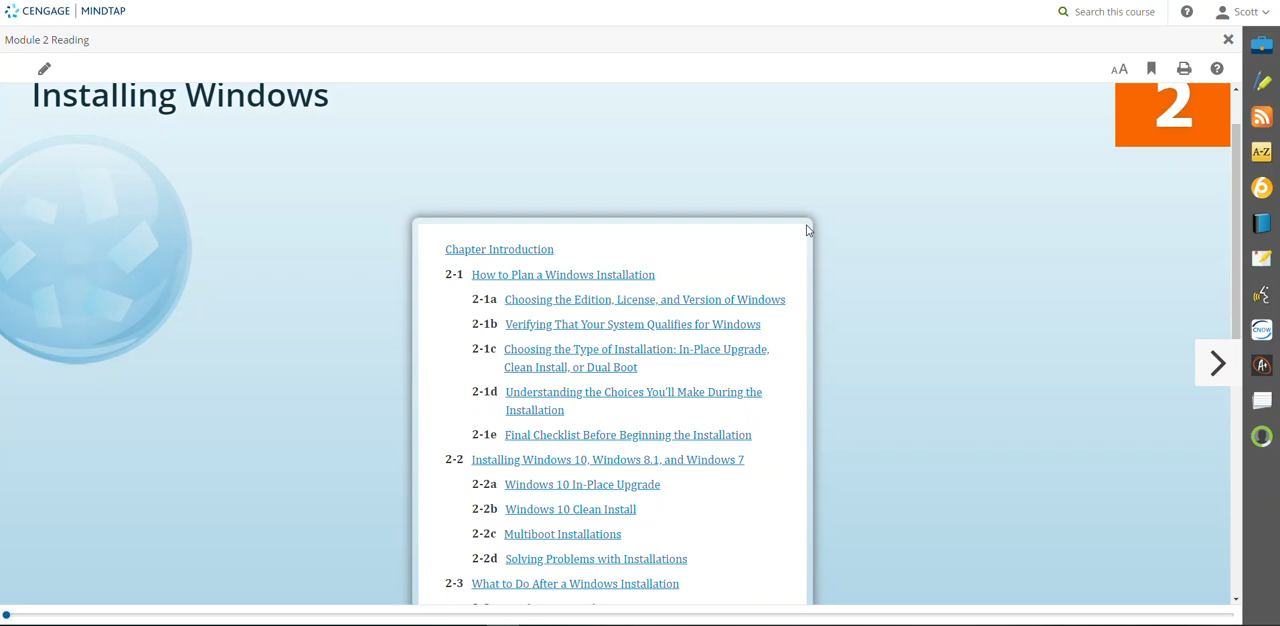 CENGAGE | MINDTAP
Search this course
Scott
Module 2 Reading
AA
Installing Windows
2
Chapter Introduction
2-1 How to Plan a Windows Installation
2-1a Choosing the Edition, License, and Version of Windows
2-1b Verifying That Your System Qualifies for Windows
2-1c Choosing the Type of Installation: In-Place Upgrade,
Clean Install, or Dual Boot
2-1d Understanding the Choices You'll Make During the
Installation
2-1e Final Checklist Before Beginning the Installation
2-2 Installing Windows 10, Windows 8.1, and Windows 7
2-2a Windows 10 In-Place Upgrade
2-2b Windows 10 Clean Install
2-2c Multiboot Installations
2-2d Solving Problems with Installations
2-3 What to Do After a Windows Installation
A-Z
CNOW
A+